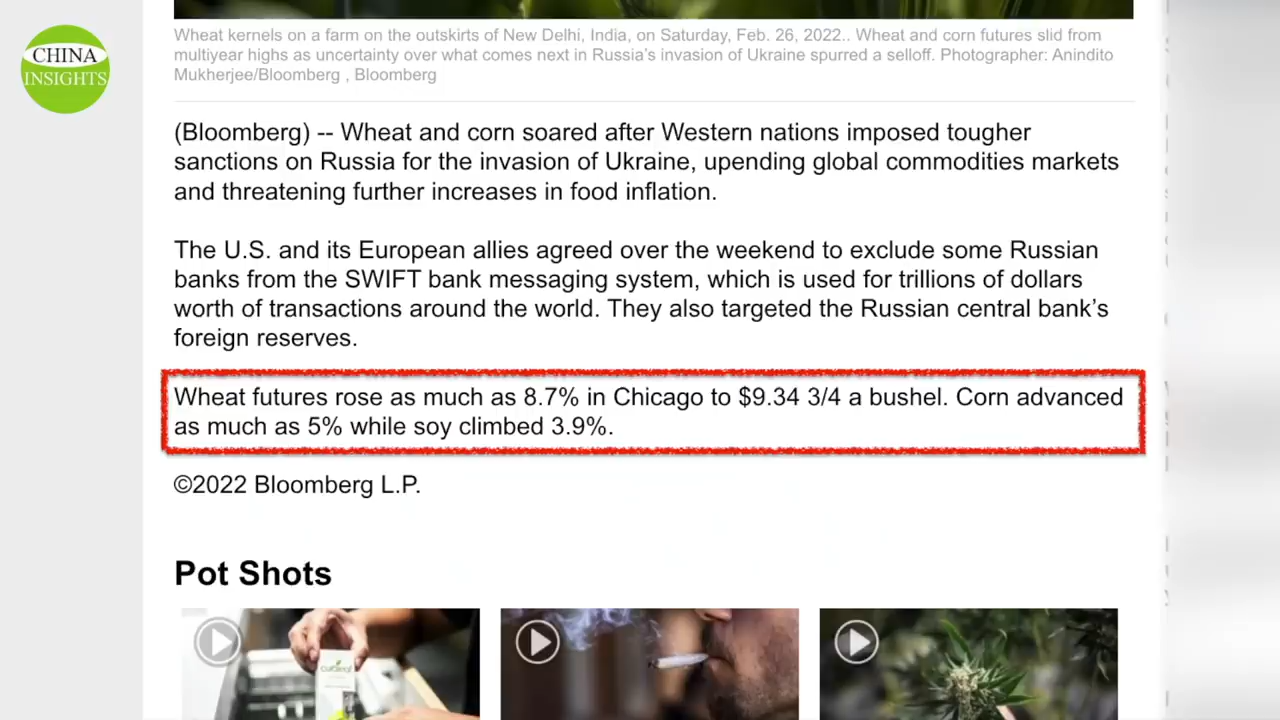 CHINA
INSIGHTS
Wheat kernels on a farm on the outskirts of New Delhi, India, on Saturday, Feb. 26, 2022.. Wheat and corn futures slid from
multiyear highs as uncertainty over what comes next in Russia's invasion of Ukraine spurred a selloff. Photographer: Anindito
Mukherjee/Bloomberg , Bloomberg
(Bloomberg) -- Wheat and corn soared after Western nations imposed tougher
sanctions on Russia for the invasion of Ukraine, upending global commodities markets
and threatening further increases in food inflation.
The U.S. and its European allies agreed over the weekend to exclude some Russian
banks from the SWIFT bank messaging system, which is used for trillions of dollars
worth of transactions around the world. They also targeted the Russian central bank’s
foreign reserves.
Wheat futures rose as much as 8.7% in Chicago to $9.34 3/4 a bushel. Corn advanced
as much as 5% while soy climbed 3.9%.
©2022 Bloomberg L.P.
Pot Shots
curaleaf